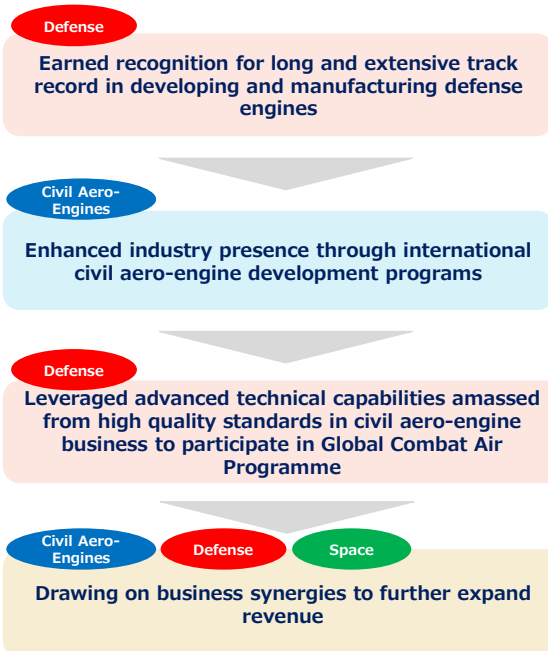 Defense
Earned recognition for long and extensive track
record in developing and manufacturing defense
engines
Civil Aero-
Engines
Enhanced industry presence through international
civil aero-engine development programs
Defense
Leveraged advanced technical capabilities amassed
from high quality standards in civil aero-engine
business to participate in Global Combat Air
Programme
Civil Aero-
Engines
Defense
Space
Drawing on business synergies to further expand
revenue